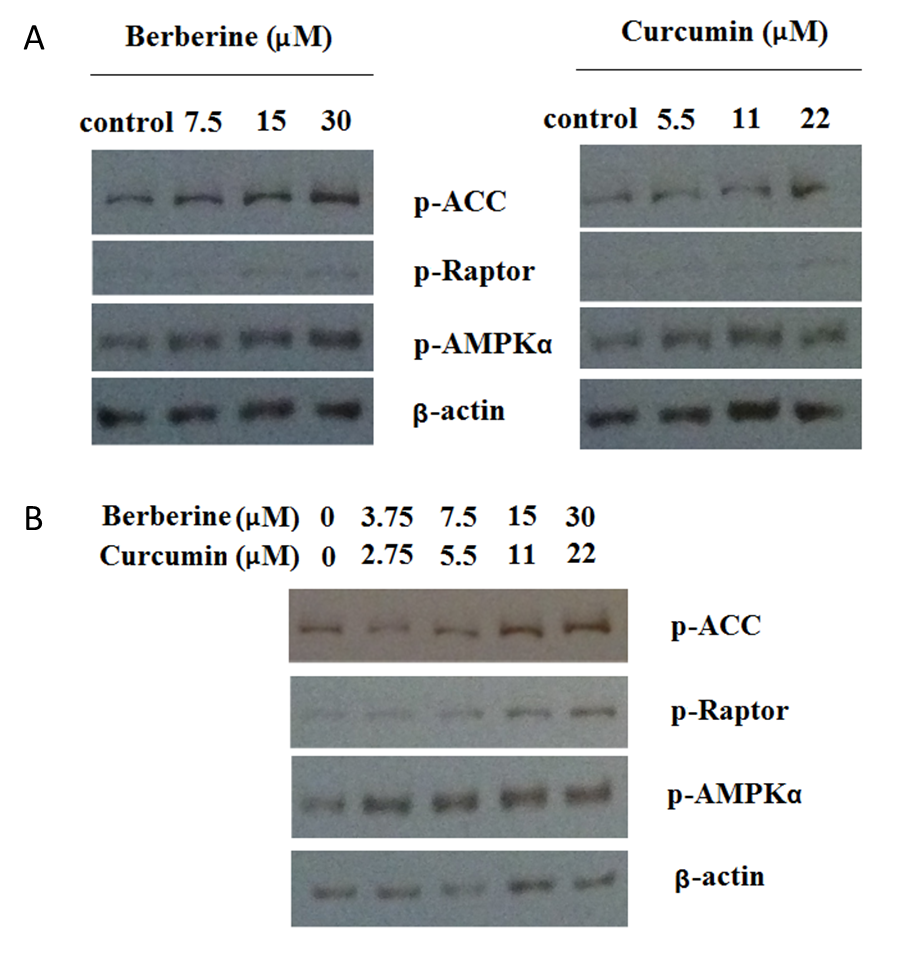 A
Berberine (μM)
Curcumin (μM)
control 7.5 15 30
control 5.5 11 22
p-ACC
p-Raptor
p-AMPKα
β-actin
B
Berberine (μM) 0 3.75 7.5 15 30
Curcumin (μM) 0 2.75 5.5 11 22
p-ACC
p-Raptor
p-AMPKα
β-actin